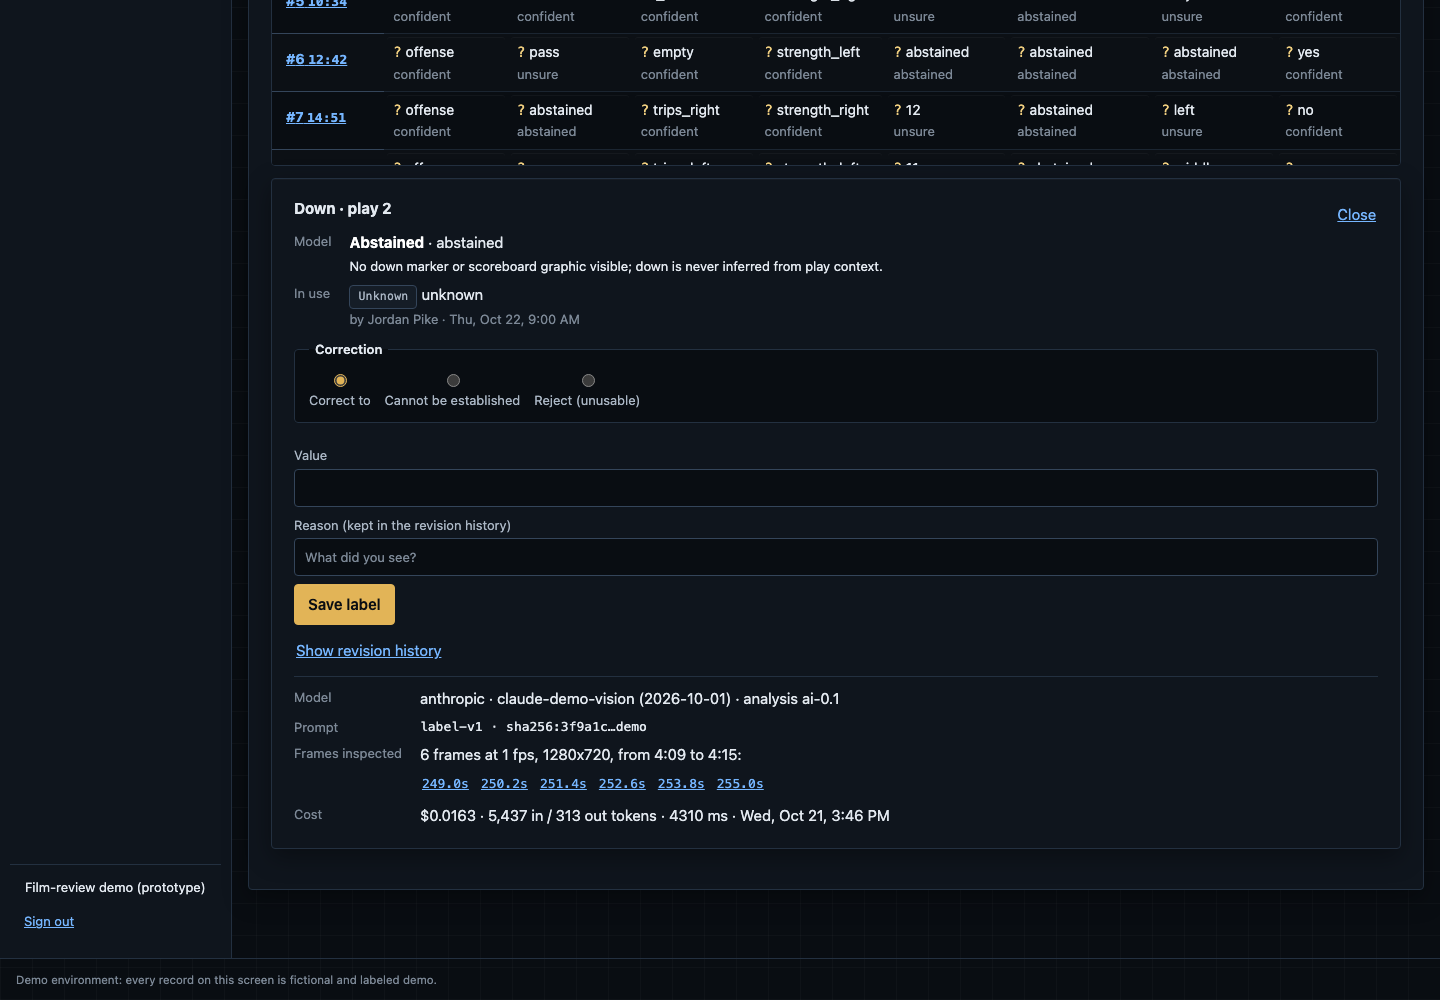 #5 10:34
confident confident confident confident unsure abstained unsure confident
#6 12:42 ? offense ? pass ? empty ? strength_left ? abstained ? abstained ? abstained ? yes
confident unsure confident confident abstained abstained abstained confident
#7 14:51 ? offense ? abstained ? trips_right ? strength_right ? 12 ? abstained ? left ? no
confident abstained confident confident unsure abstained unsure confident
Down · play 2
Close
Model Abstained · abstained
No down marker or scoreboard graphic visible; down is never inferred from play context.
In use Unknown unknown
by Jordan Pike · Thu, Oct 22, 9:00 AM
Correction
Correct to Cannot be established Reject (unusable)
Value
Reason (kept in the revision history)
What did you see?
Save label
Show revision history
Model anthropic · claude-demo-vision (2026-10-01) · analysis ai-0.1
Prompt label-v1 · sha256:3f9a1c…demo
Frames inspected 6 frames at 1 fps, 1280x720, from 4:09 to 4:15:
249.0s 250.2s 251.4s 252.6s 253.8s 255.0s
Cost $0.0163 · 5,437 in / 313 out tokens · 4310 ms · Wed, Oct 21, 3:46 PM
Film-review demo (prototype)
Sign out
Demo environment: every record on this screen is fictional and labeled demo.